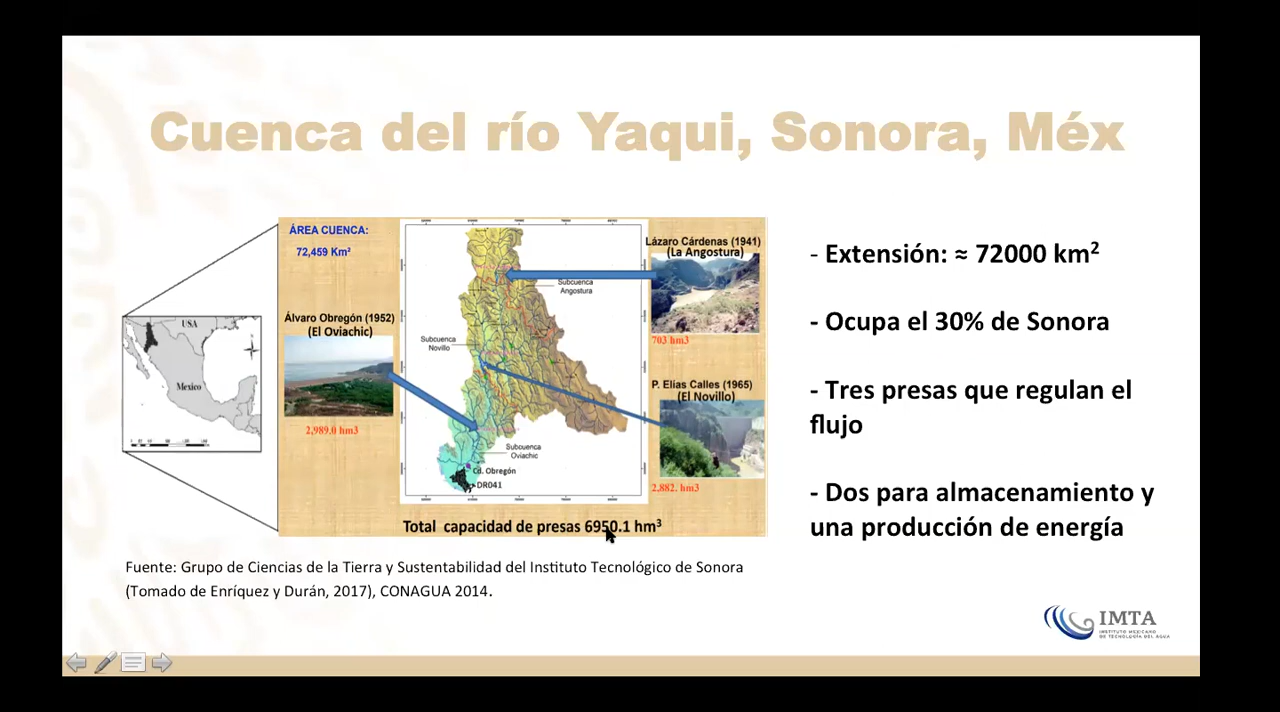 Cuenca del río Yaqui, Sonora, Méx
ÁREA CUENCA:
72,459 Km²
Lázaro Cárdenas (1941)
(La Angostura)
703 hm3
Subcuenca
Angostura
Álvaro Obregón (1952)
(El Oviachic)
2,989.0 hm3
Subcuenca
Novillo
P. Elías Calles (1965)
(El Novillo)
2,882. hm3
Subcuenca
Oviachic
Cd. Obregón
DR041
USA
Mexico
Total capacidad de presas 6950.1 hm³
- Extensión: ≈ 72000 km²
- Ocupa el 30% de Sonora
- Tres presas que regulan el
flujo
- Dos para almacenamiento y
una producción de energía
Fuente: Grupo de Ciencias de la Tierra y Sustentabilidad del Instituto Tecnológico de Sonora
(Tomado de Enríquez y Durán, 2017), CONAGUA 2014.
IMTA
INSTITUTO MEXICANO
DE TECNOLOGÍA DEL AGUA